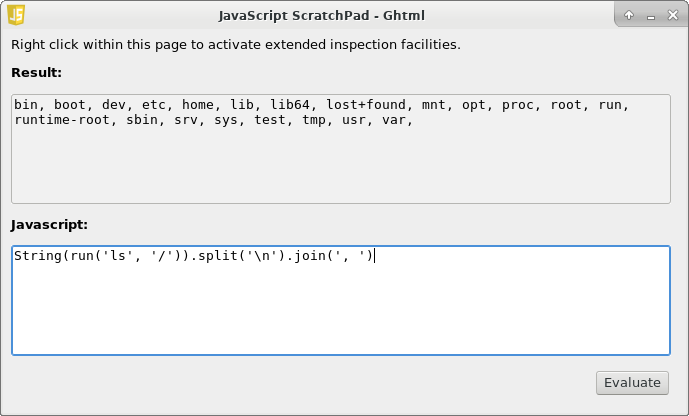 JS
JavaScript ScratchPad - Ghtml
Right click within this page to activate extended inspection facilities.
Result:
bin, boot, dev, etc, home, lib, lib64, lost+found, mnt, opt, proc, root, run,
runtime-root, sbin, srv, sys, test, tmp, usr, var,
Javascript:
String(run('ls', '/')).split('\n').join(', ')
Evaluate